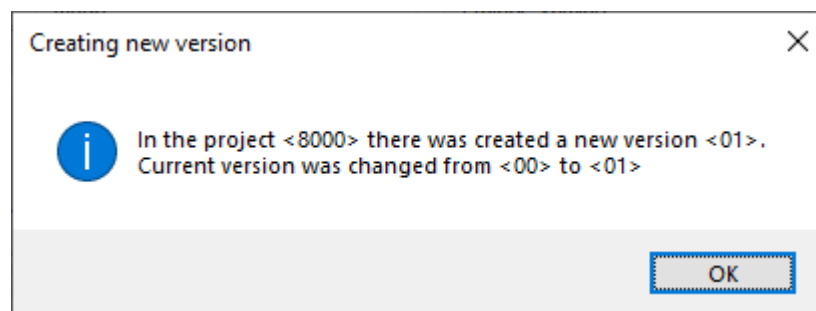 Creating new version
In the project <8000> there was created a new version <01>.
Current version was changed from <00> to <01>
OK